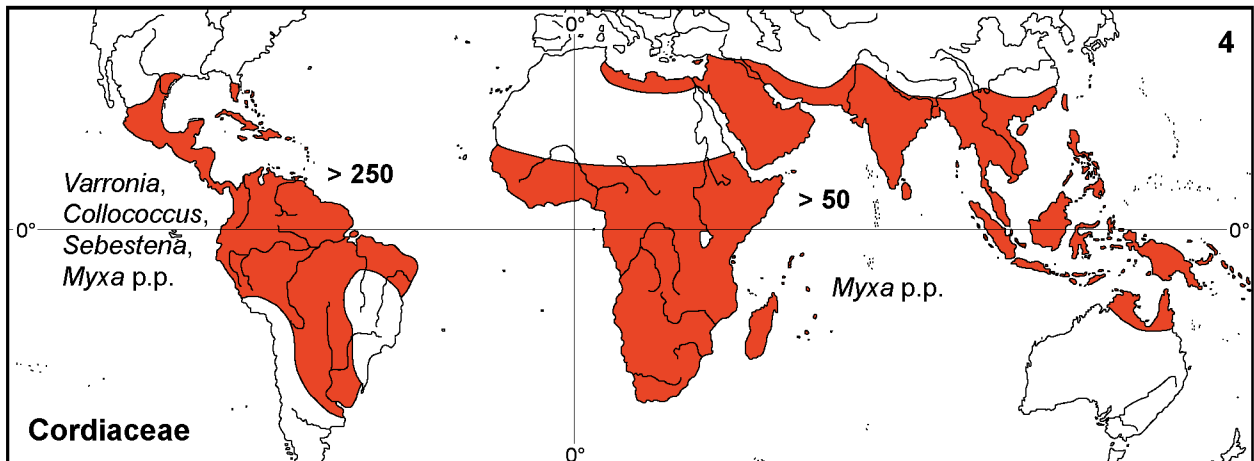 0°
4
Varronia,
Collococcus,
Sebestena,
Myxa p.p.
> 250
> 50
0°
0°
Myxa p.p.
Cordiaceae
0°